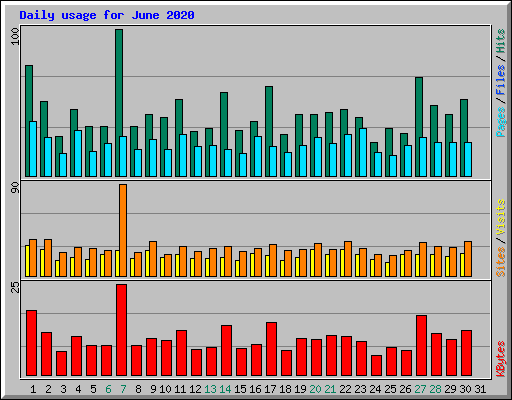 Daily usage for June 2020
100
Pages / Files / Hits
90
Sites / Visits
25
KBytes
1 2 3 4 5 6 7 8 9 10 11 12 13 14 15 16 17 18 19 20 21 22 23 24 25 26 27 28 29 30 31